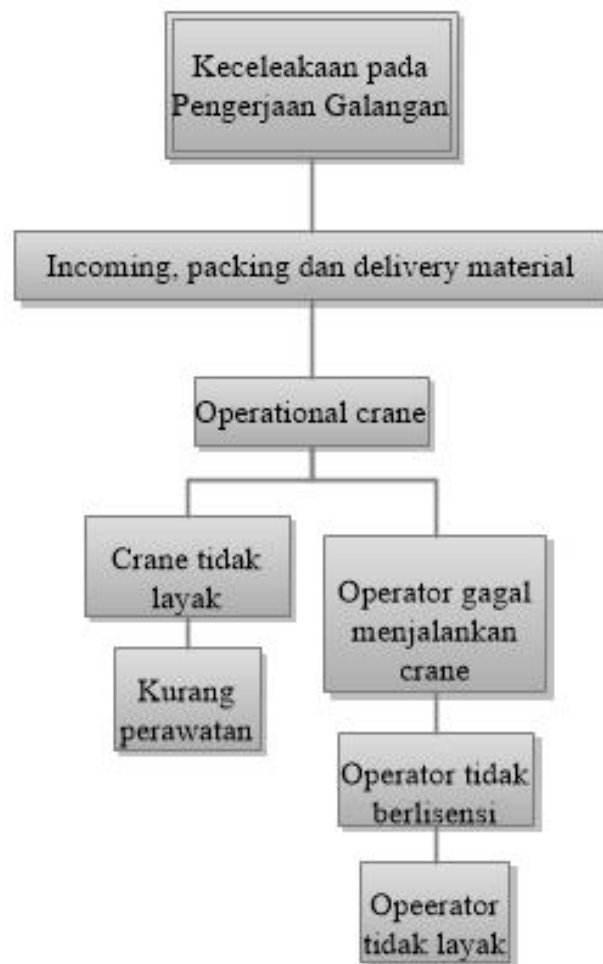 Keceleakaan pada
Pengerjaan Galangan
Incoming, packing dan delivery material
Operational crane
Crane tidak
layak
Kurang
perawatan
Operator gagal
menjalankan
crane
Operator tidak
berlisensi
Opeerator
tidak layak